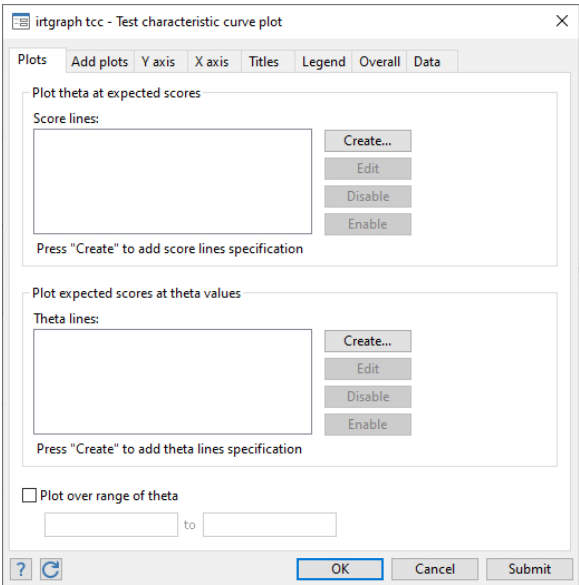 irtgraph tcc - Test characteristic curve plot
Plots Add plots Y axis X axis Titles Legend Overall Data
Plot theta at expected scores
Score lines:
Create...
Edit
Disable
Enable
Press "Create" to add score lines specification
Plot expected scores at theta values
Theta lines:
Create...
Edit
Disable
Enable
Press "Create" to add theta lines specification
Plot over range of theta
to
? OK Cancel Submit